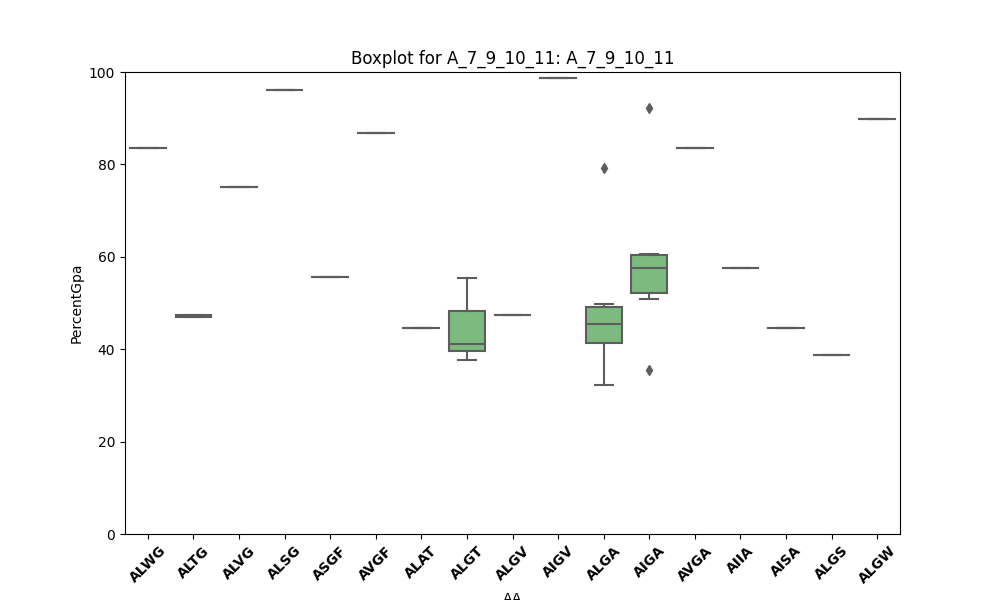 Boxplot for A_7_9_10_11: A_7_9_10_11
100
80
60
40
20
0
PercentGpa
ALWG ALTG ALVG ALSG ASGF AVGF ALAT ALGT ALGV AIGV ALGA AIGA AVGA AIIA AISA ALGS ALGW
AA